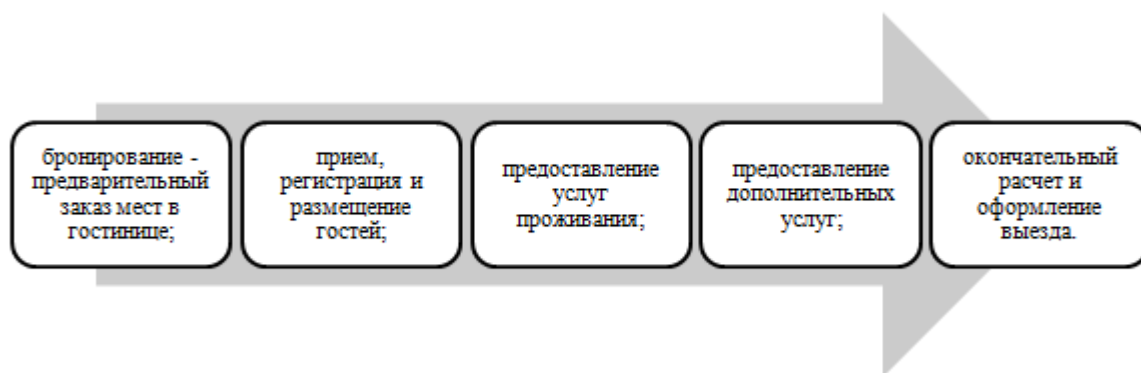 бронирование -
предварительный
заказ мест в
гостинице;
прием,
регистрация и
размещение
гостей;
предоставление
услуг
проживания;
предоставление
дополнительных
услуг;
окончательный
расчет и
оформление
выезда.